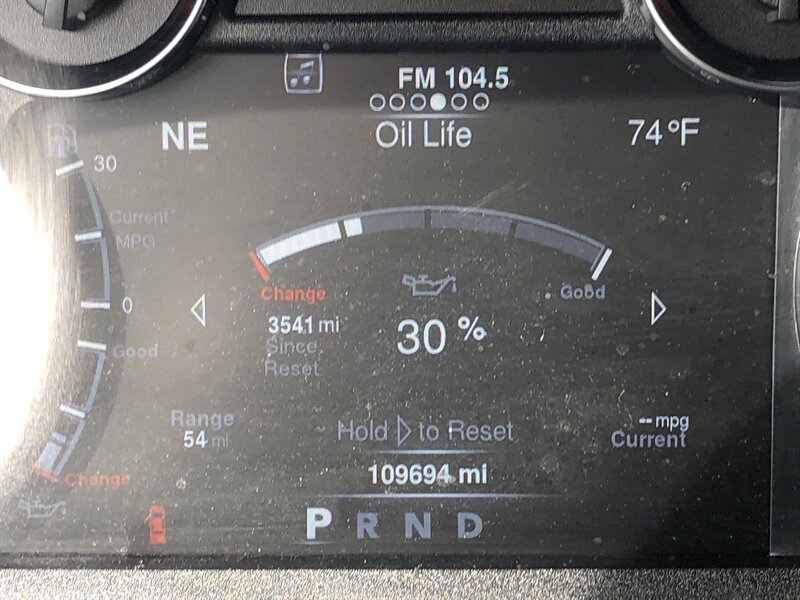 FM 104.5
NE
Oil Life
74°F
30
Current
MPG
0
Good
Change
Change
Good
3541 mi
Since
Reset
30 %
Range
54 mi
Hold ▷ to Reset
-- mpg
Current
109694 mi
P R N D